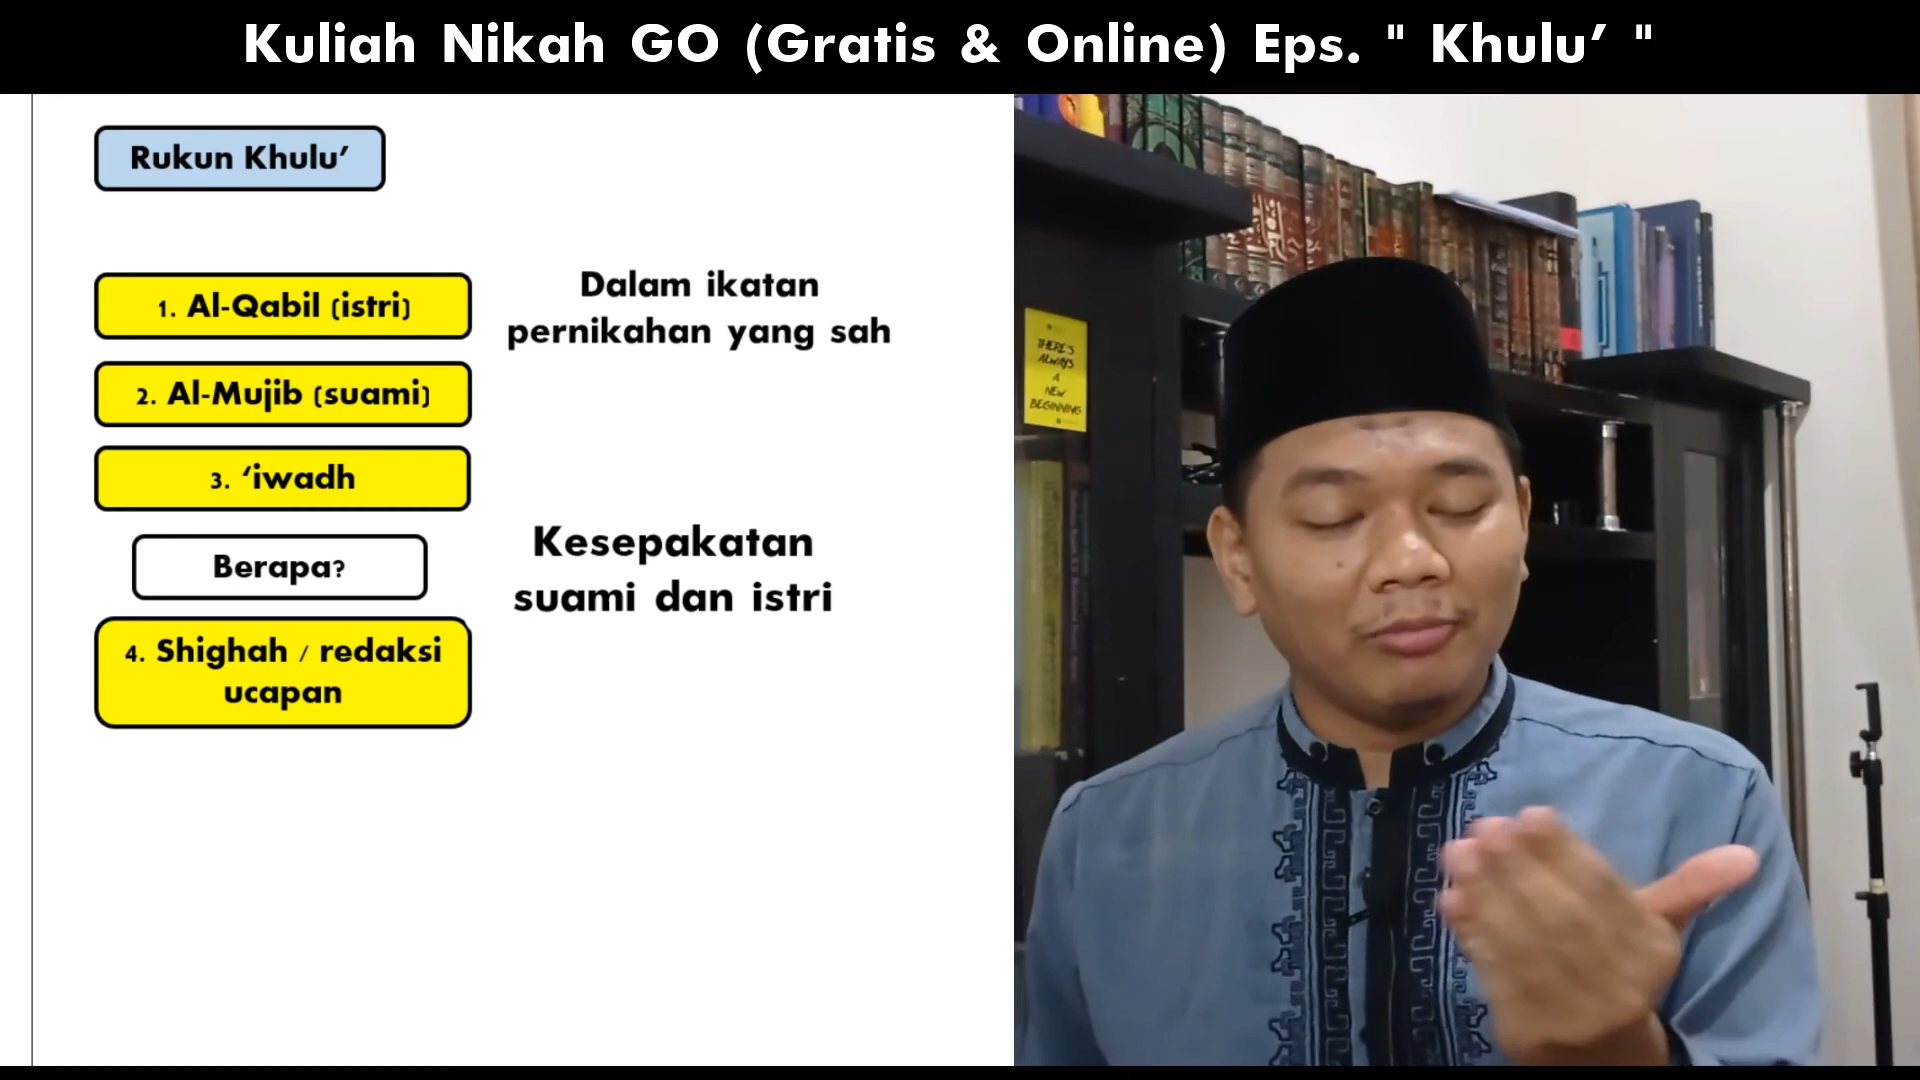 Kuliah Nikah GO (Gratis & Online) Eps. " Khulu’ "
Rukun Khulu’
1. Al-Qabil (istri)
2. Al-Mujib (suami)
Dalam ikatan
pernikahan yang sah
3. ‘iwadh
Berapa?
Kesepakatan
suami dan istri
4. Shighah / redaksi
ucapan
THERE'S
ALWAYS
A
NEW
BEGINNING